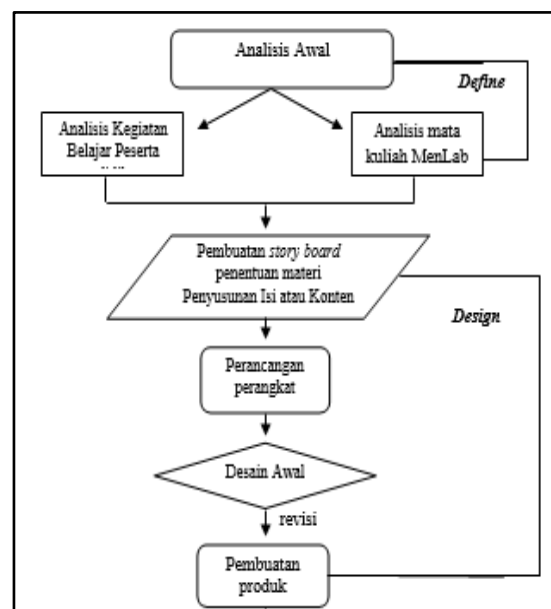 Analisis Awal
Define
Analisis Kegiatan
Belajar Peserta
Analisis mata
kuliah MenLab
Pembuatan story board
penentuan materi
Penyusunan Isi atau Konten
Design
Perancangan
perangkat
Desain Awal
revisi
Pembuatan
produk